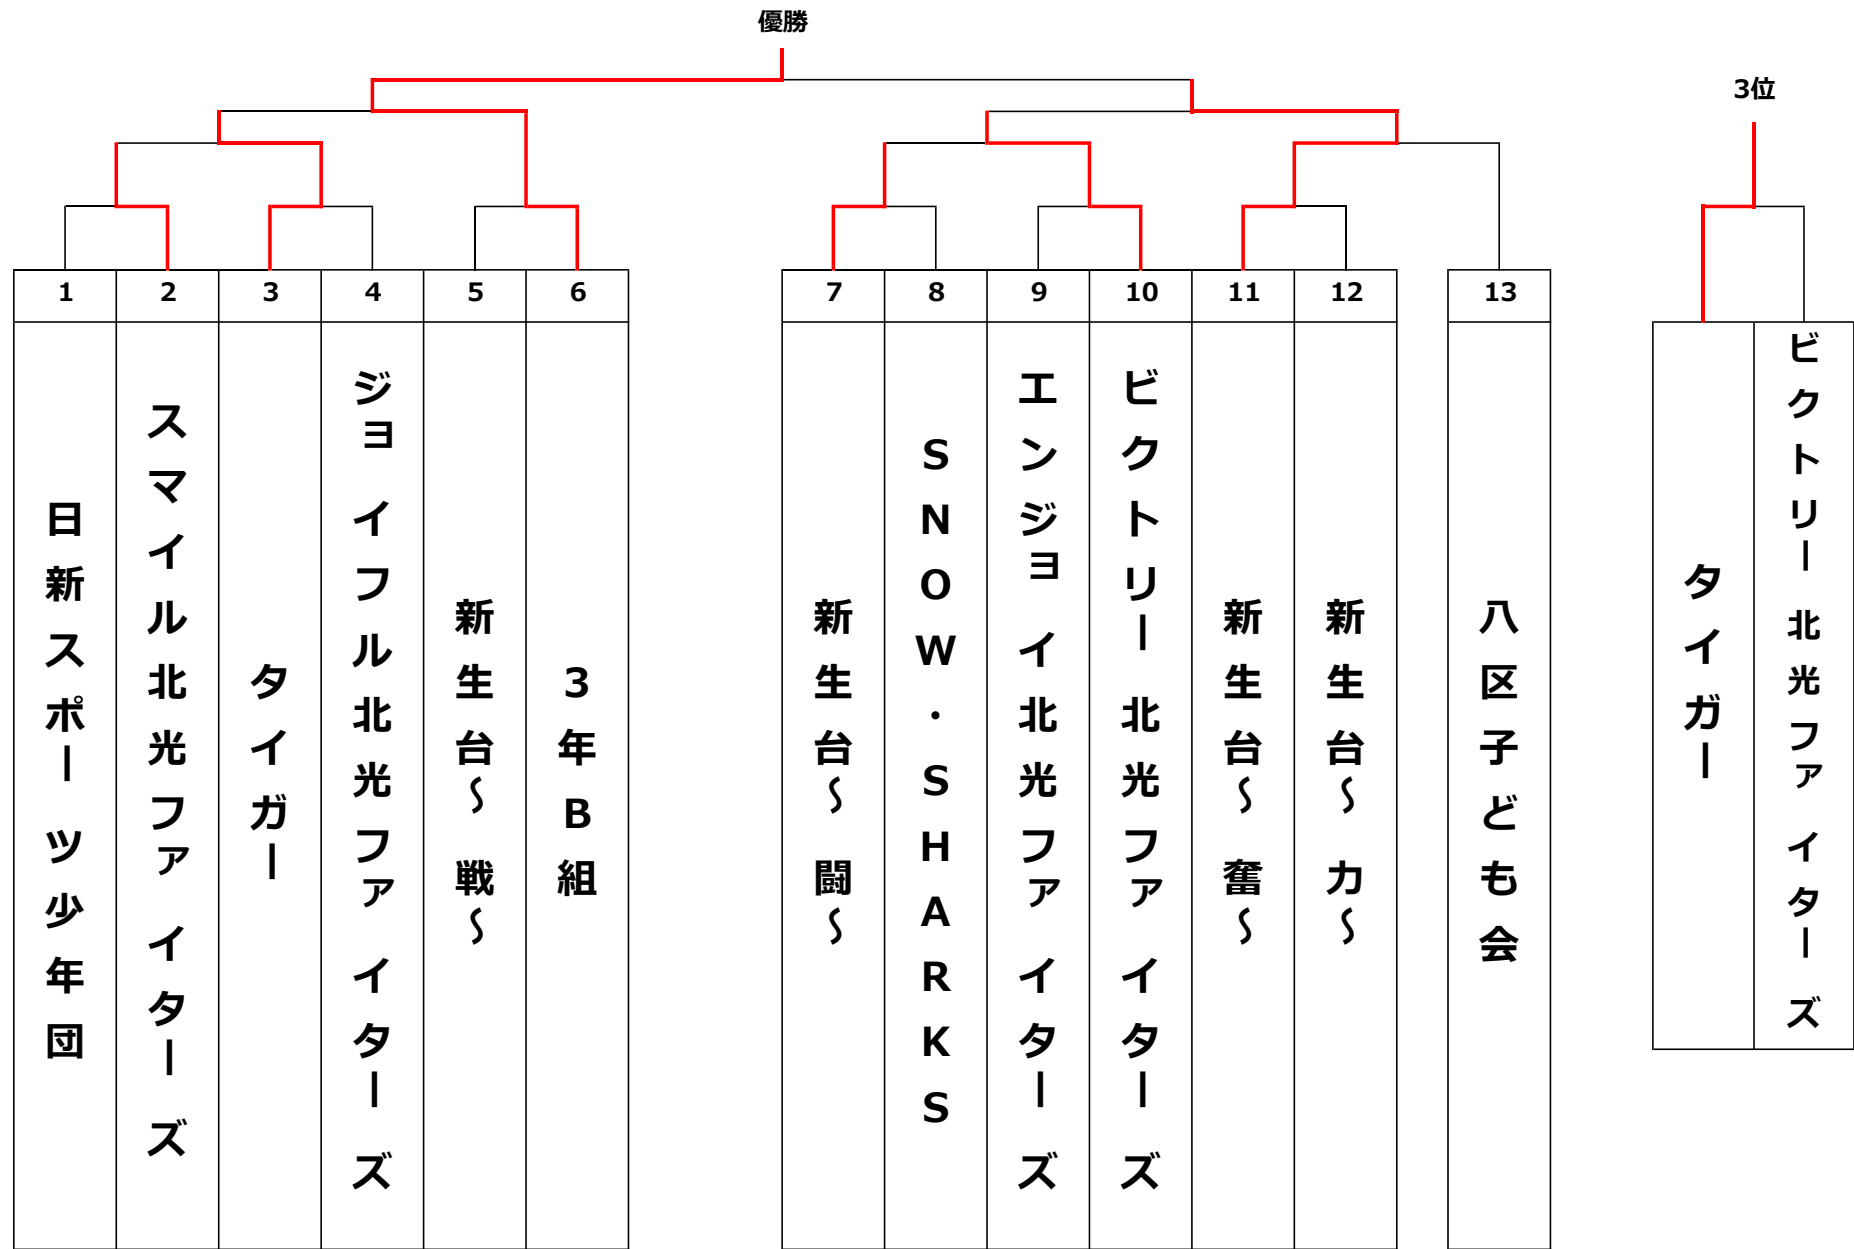 優勝
3位
1
2
3
4
5
6
7
8
9
10
11
12
13
日新スポーツ少年団
スマイル北光ファイターズ
タイガー
ジョイフル北光ファイターズ
新生台～戦～
3年B組
新生台～闘～
SNOW・SHARKS
エンジョイ北光ファイターズ
ビクトリー北光ファイターズ
新生台～奮～
新生台～力～
八区子ども会
タイガー
ビクトリー北光ファイターズ